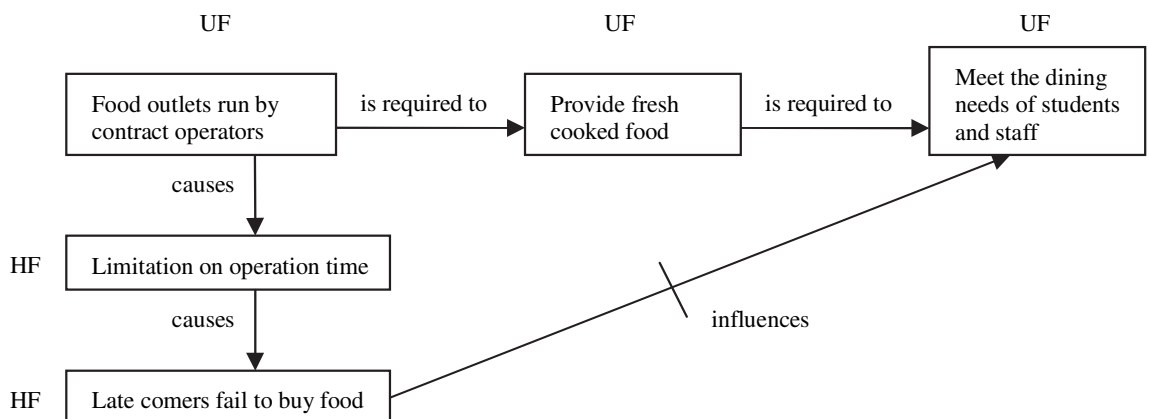 UF
UF
UF
Food outlets run by
contract operators
is required to
Provide fresh
cooked food
is required to
Meet the dining
needs of students
and staff
causes
HF
Limitation on operation time
causes
influences
HF
Late comers fail to buy food